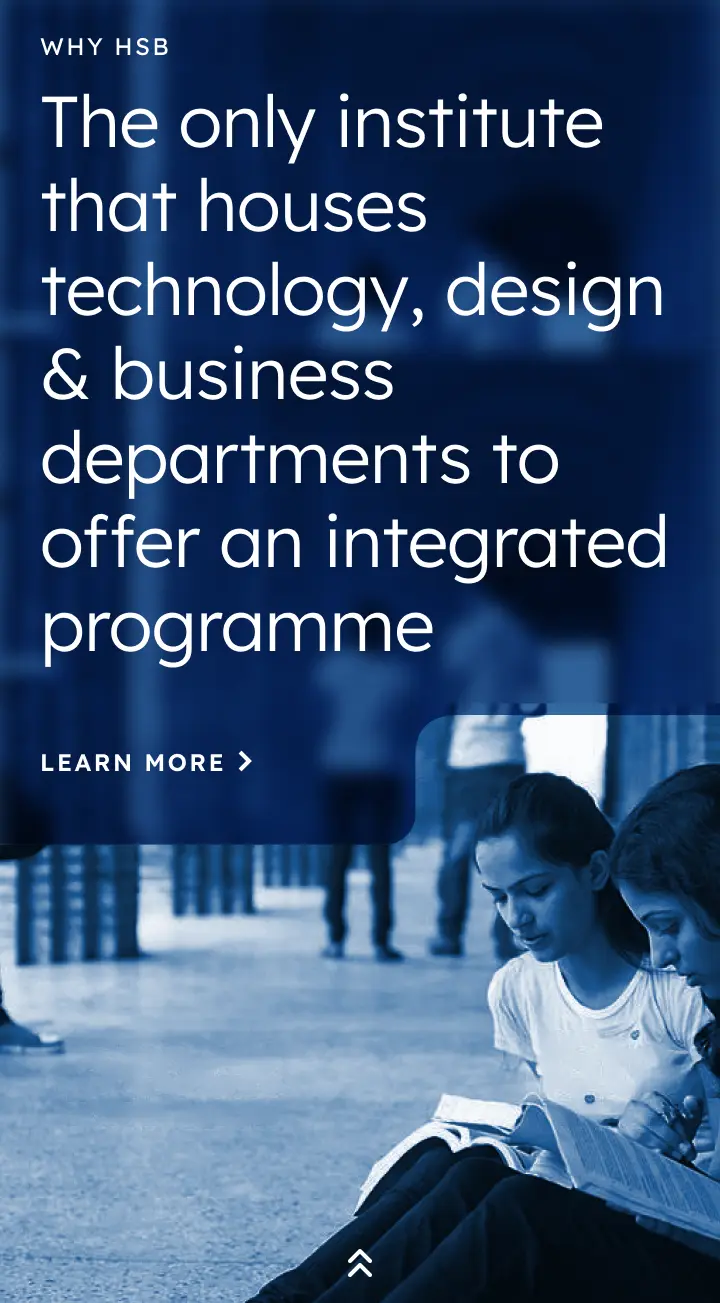 WHY HSB
The only institute
that houses
technology, design
& business
departments to
offer an integrated
programme
LEARN MORE